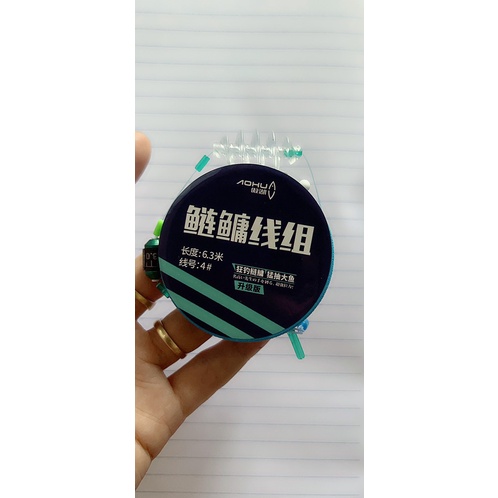 AOHU
傲湖
鲢鳙线组
长度:6.3米
线号:4#
狂钓鲢鳙 猛抽大鱼
升级版